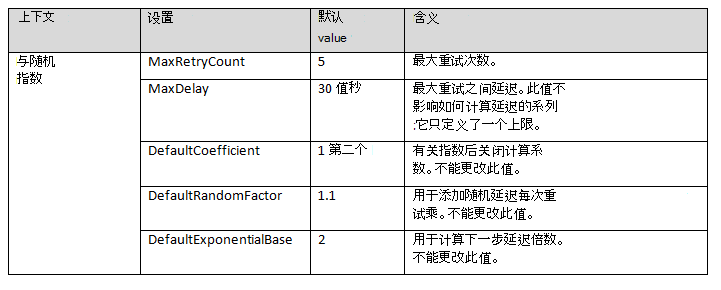 上下文 设置 默认 含义
value
与随机 MaxRetryCount 5 最大重试次数。
指数
MaxDelay 30 值秒 最大重试之间延迟。此值不
影响如何计算延迟的系列
;它只定义了一个上限。
DefaultCoefficient 1 第二个 有关指数后关闭计算系
数。不能更改此值。
DefaultRandomFactor 1.1 用于添加随机延迟每次重
试乘。不能更改此值。
DefaultExponentialBase 2 用于计算下一步延迟倍数。
不能更改此值。